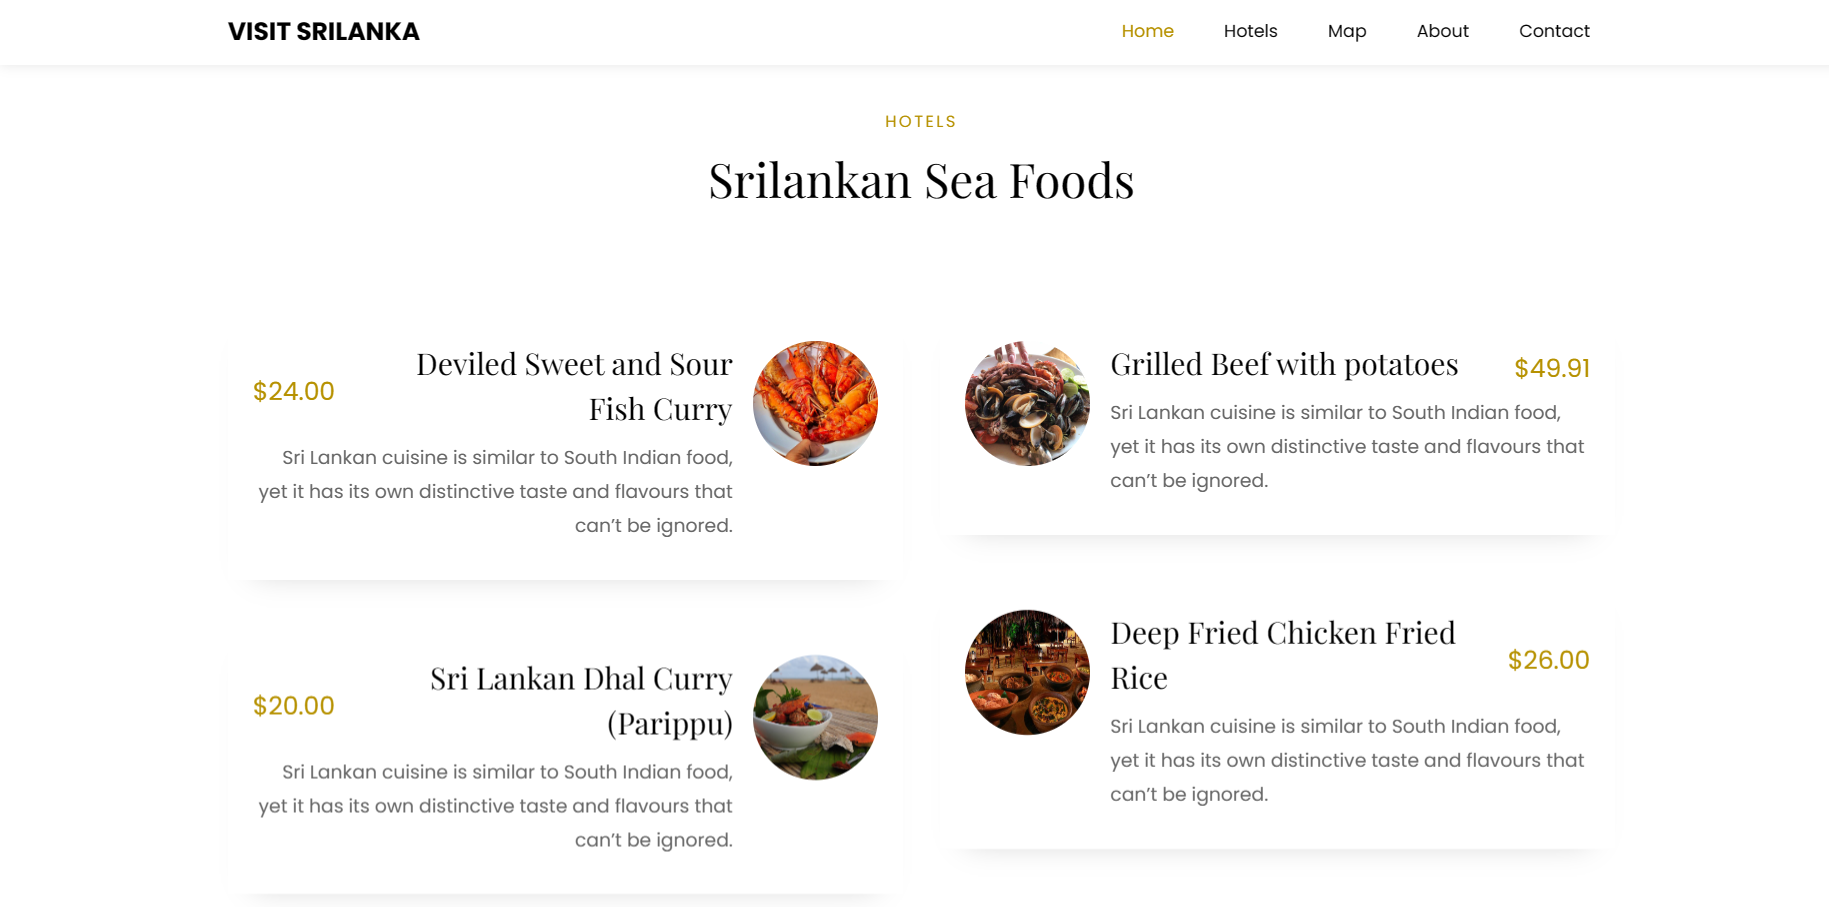 VISIT SRILANKA
Home Hotels Map About Contact
HOTELS
Srilankan Sea Foods
$24.00
Deviled Sweet and Sour
Fish Curry
Sri Lankan cuisine is similar to South Indian food,
yet it has its own distinctive taste and flavours that
can’t be ignored.
Grilled Beef with potatoes
$49.91
Sri Lankan cuisine is similar to South Indian food,
yet it has its own distinctive taste and flavours that
can’t be ignored.
$20.00
Sri Lankan Dhal Curry
(Parippu)
Sri Lankan cuisine is similar to South Indian food,
yet it has its own distinctive taste and flavours that
can’t be ignored.
Deep Fried Chicken Fried
Rice
$26.00
Sri Lankan cuisine is similar to South Indian food,
yet it has its own distinctive taste and flavours that
can’t be ignored.